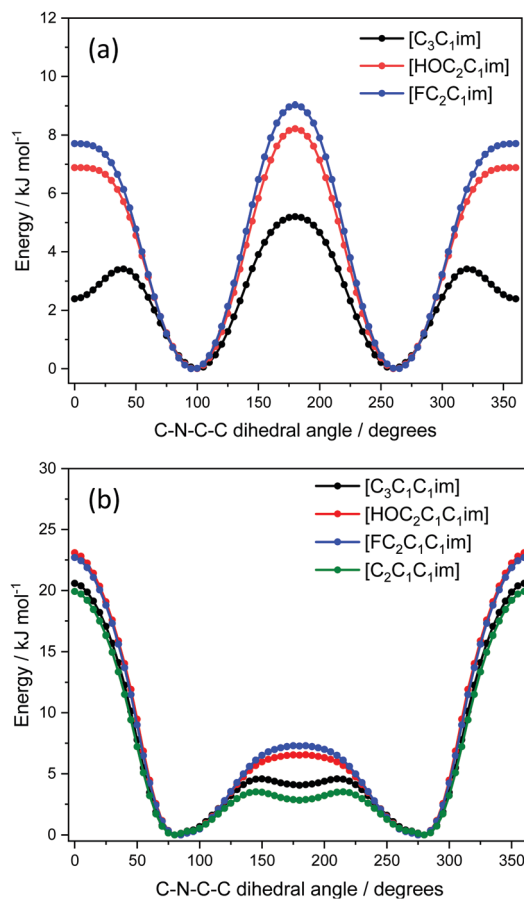 (a)
[C₃C₁im]
[HOC₂C₁im]
[FC₂C₁im]
12
10
8
6
4
2
0
Energy / kJ mol⁻¹
0 50 100 150 200 250 300 350
C-N-C-C dihedral angle / degrees
(b)
[C₃C₁C₁im]
[HOC₂C₁C₁im]
[FC₂C₁C₁im]
[C₂C₁C₁im]
30
25
20
15
10
5
0
Energy / kJ mol⁻¹
0 50 100 150 200 250 300 350
C-N-C-C dihedral angle / degrees